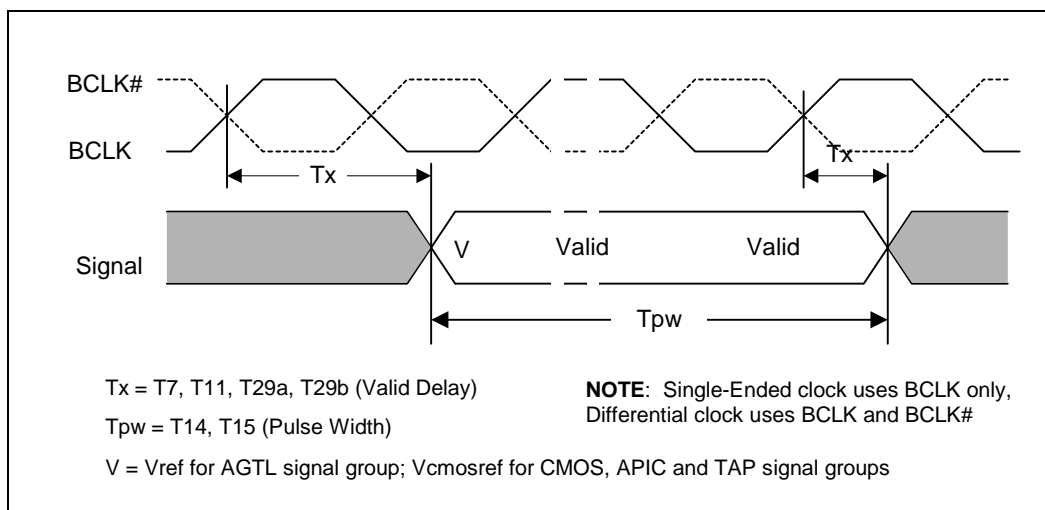 BCLK#
BCLK
Tx
Tx
Signal
V
Valid
Valid
Tpw
Tx = T7, T11, T29a, T29b (Valid Delay)
Tpw = T14, T15 (Pulse Width)
V = Vref for AGTL signal group; Vcmosref for CMOS, APIC and TAP signal groups
NOTE: Single-Ended clock uses BCLK only,
Differential clock uses BCLK and BCLK#